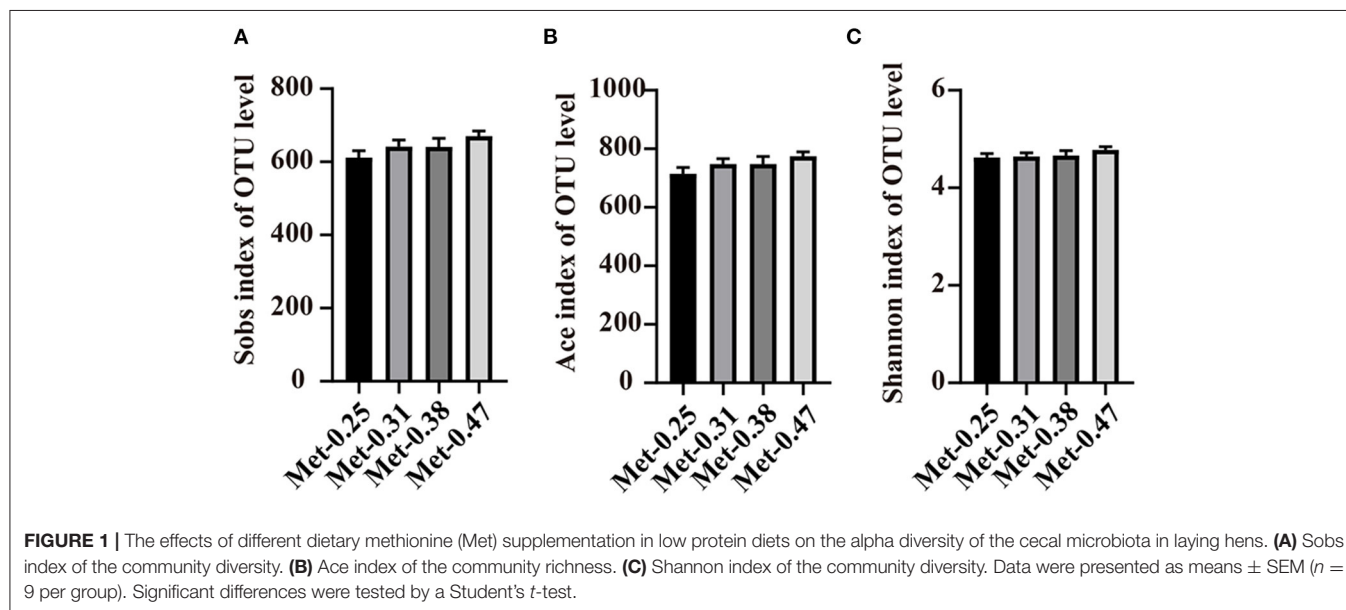 A
Sobs index of OTU level
800
600
400
200
0
Met-0.25
Met-0.31
Met-0.38
Met-0.47
B
Ace index of OTU level
1000
800
600
400
200
0
Met-0.25
Met-0.31
Met-0.38
Met-0.47
C
Shannon index of OTU level
6
4
2
0
Met-0.25
Met-0.31
Met-0.38
Met-0.47
FIGURE 1 | The effects of different dietary methionine (Met) supplementation in low protein diets on the alpha diversity of the cecal microbiota in laying hens. (A) Sobs
index of the community diversity. (B) Ace index of the community richness. (C) Shannon index of the community diversity. Data were presented as means ± SEM (n =
9 per group). Significant differences were tested by a Student's t-test.